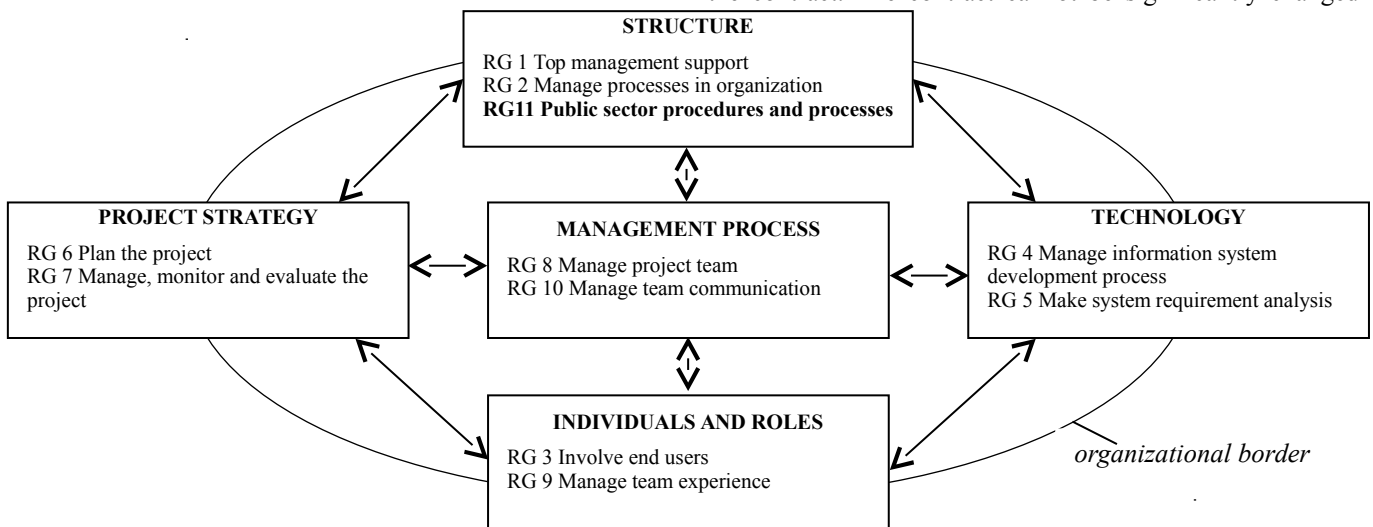 STRUCTURE
RG 1 Top management support
RG 2 Manage processes in organization
RG11 Public sector procedures and processes
PROJECT STRATEGY
RG 6 Plan the project
RG 7 Manage, monitor and evaluate the
project
MANAGEMENT PROCESS
RG 8 Manage project team
RG 10 Manage team communication
TECHNOLOGY
RG 4 Manage information system
development process
RG 5 Make system requirement analysis
INDIVIDUALS AND ROLES
RG 3 Involve end users
RG 9 Manage team experience
organizational border